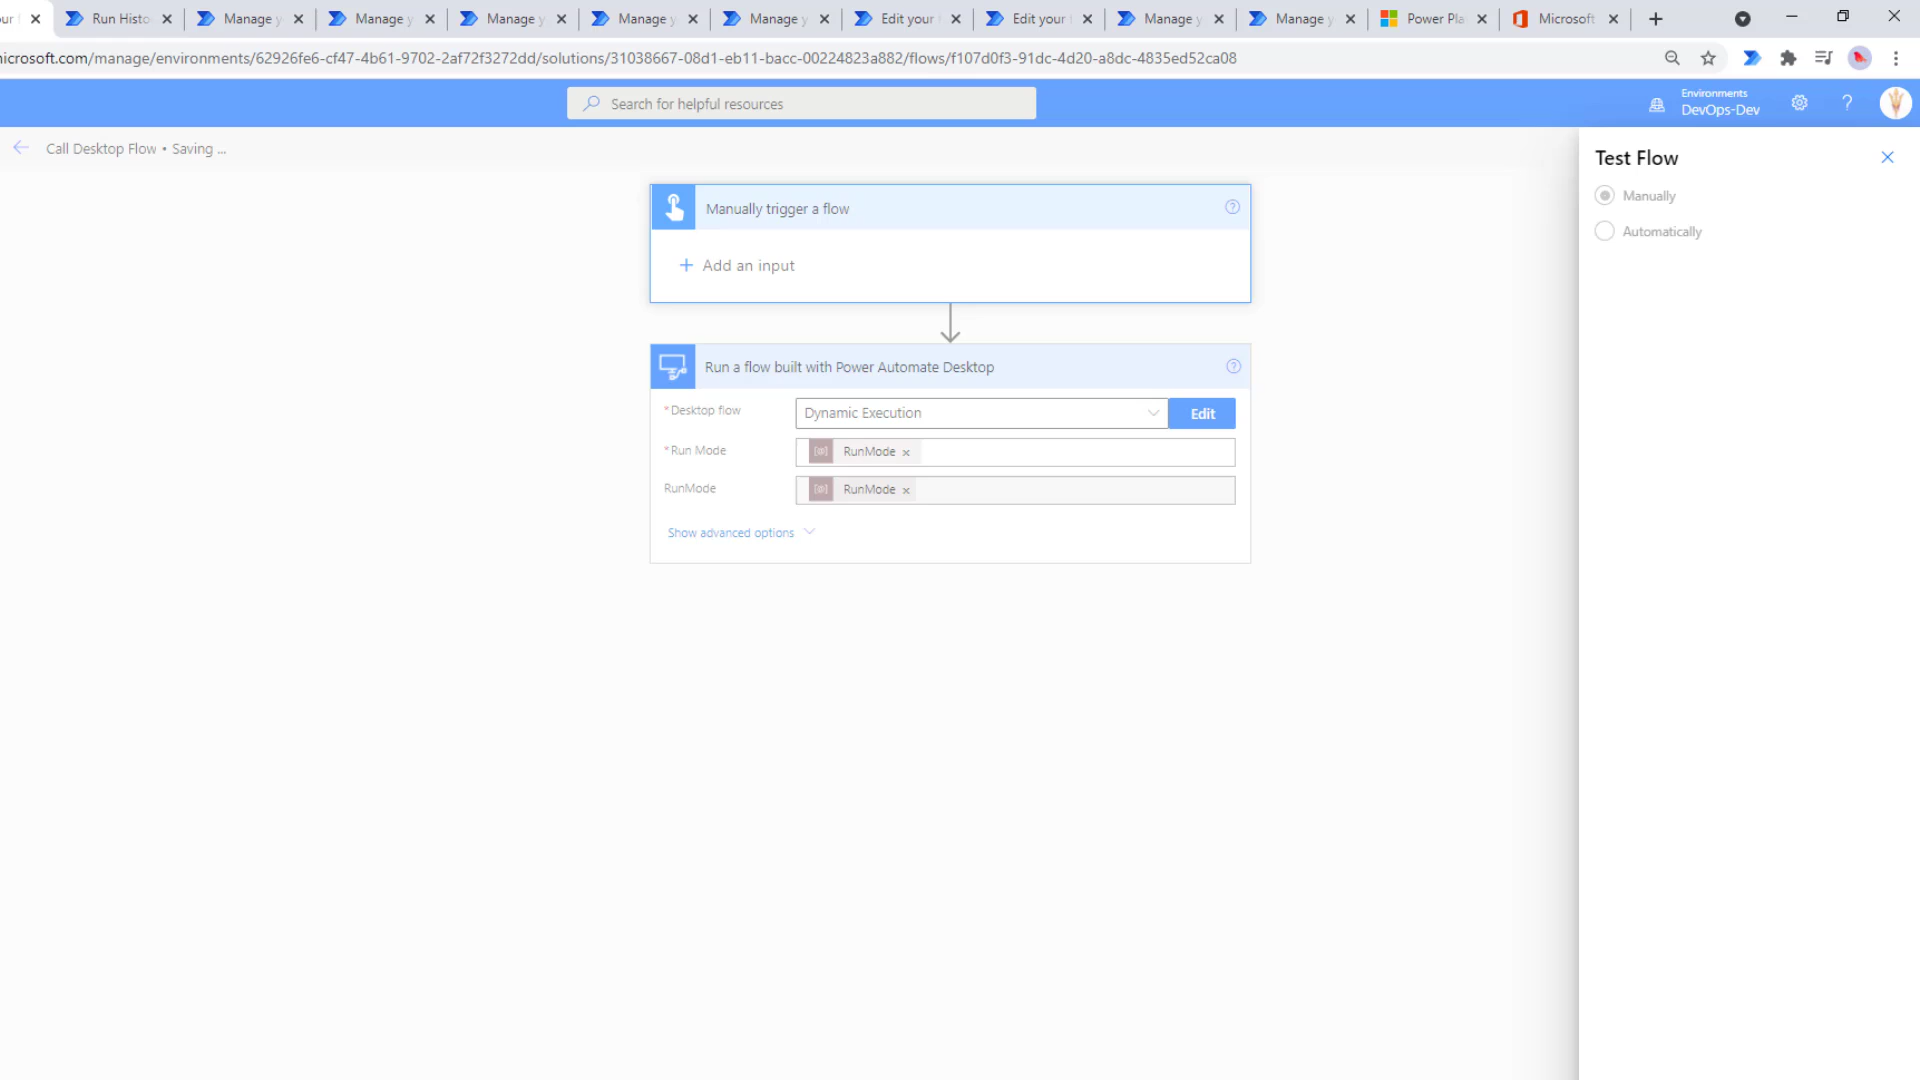 Run Histo
Manage y
Manage y
Manage y
Manage y
Manage y
Edit your
Edit your
Manage y
Manage y
Power Pla
Microsoft
icrosoft.com/manage/environments/62926fe6-cf47-4b61-9702-2af72f3272dd/solutions/31038667-08d1-eb11-bacc-00224823a882/flows/f107d0f3-91dc-4d20-a8dc-4835ed52ca08
Search for helpful resources
Environments
DevOps-Dev
Call Desktop Flow • Saving ...
Test Flow
Manually
Automatically
Manually trigger a flow
+ Add an input
Run a flow built with Power Automate Desktop
* Desktop flow
Dynamic Execution
Edit
* Run Mode
RunMode ×
RunMode
RunMode ×
Show advanced options